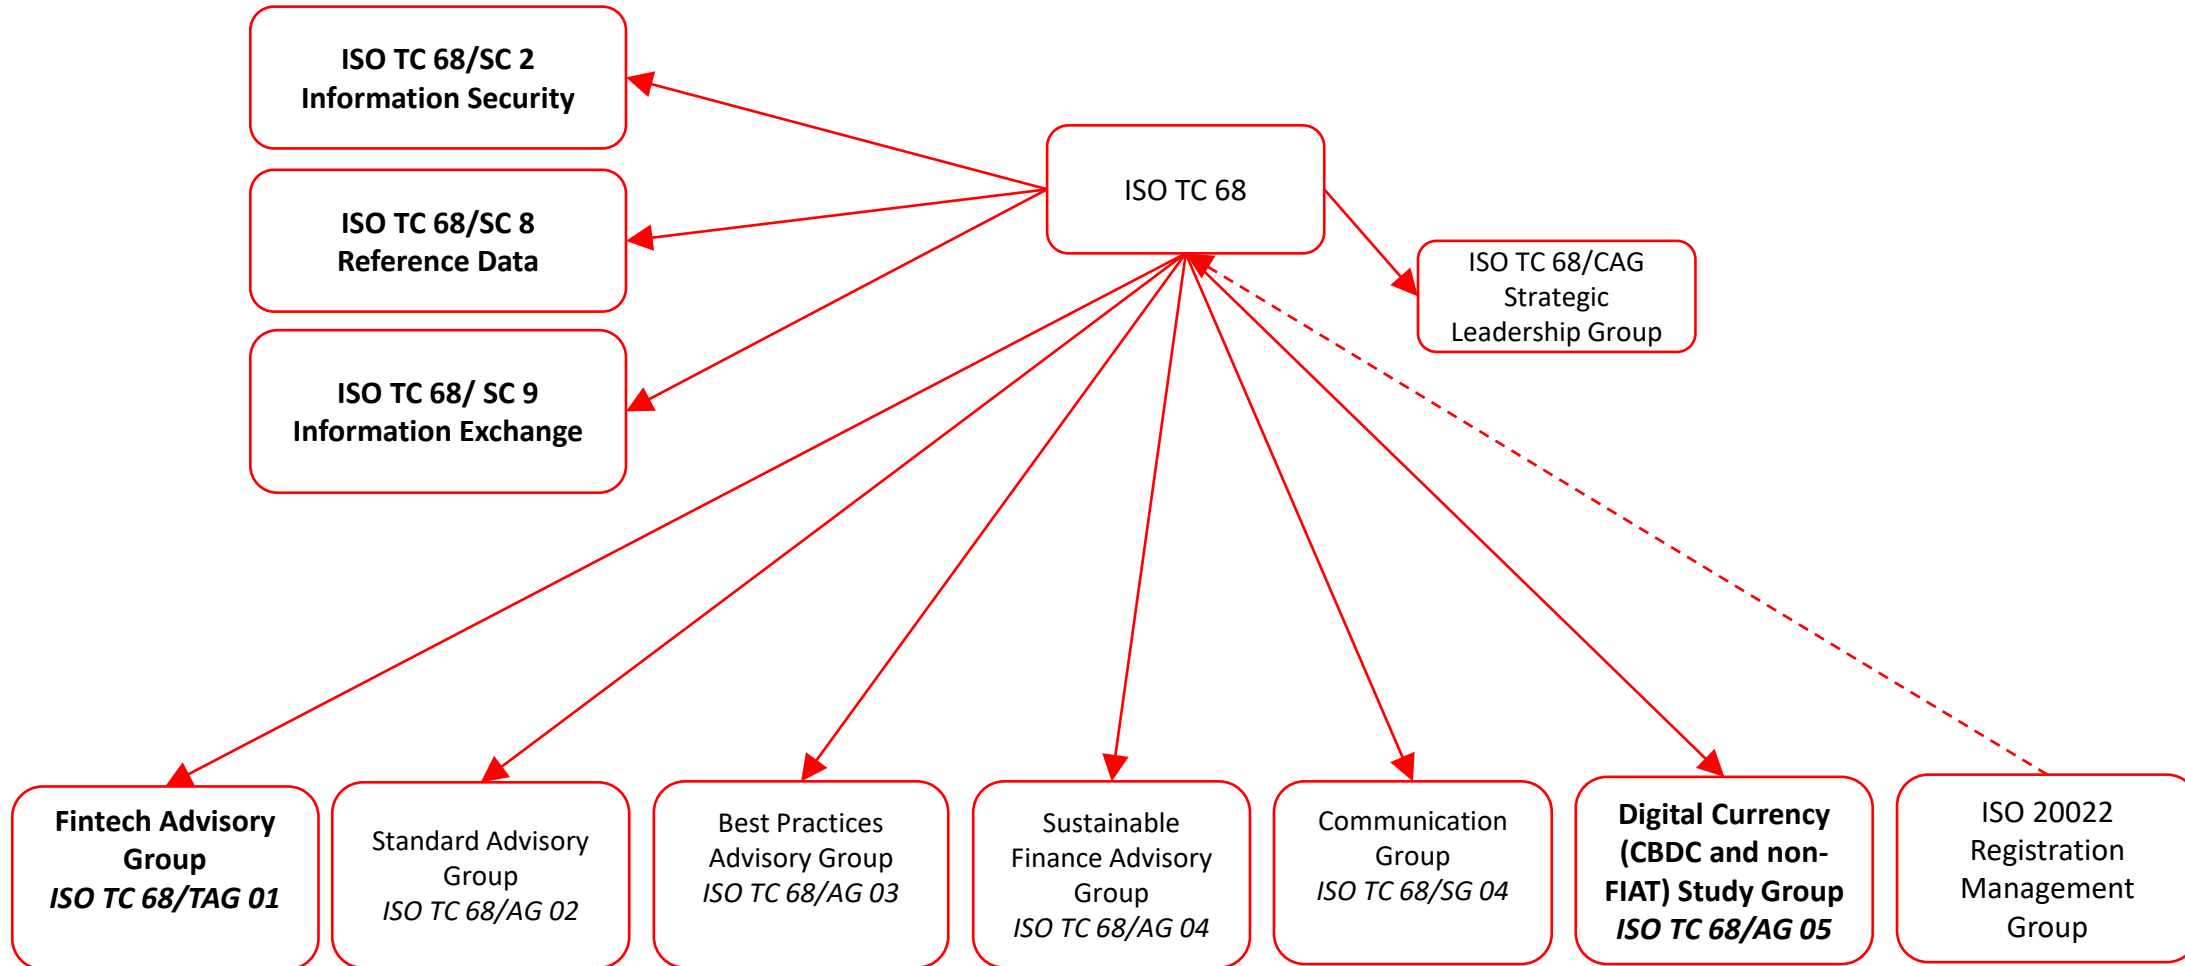 ISO TC 68/SC 2
Information Security
ISO TC 68/SC 8
Reference Data
ISO TC 68/ SC 9
Information Exchange
ISO TC 68
ISO TC 68/CAG
Strategic
Leadership Group
Fintech Advisory
Group
ISO TC 68/TAG 01
Standard Advisory
Group
ISO TC 68/AG 02
Best Practices
Advisory Group
ISO TC 68/AG 03
Sustainable
Finance Advisory
Group
ISO TC 68/AG 04
Communication
Group
ISO TC 68/SG 04
Digital Currency
(CBDC and non-
FIAT) Study Group
ISO TC 68/AG 05
ISO 20022
Registration
Management
Group